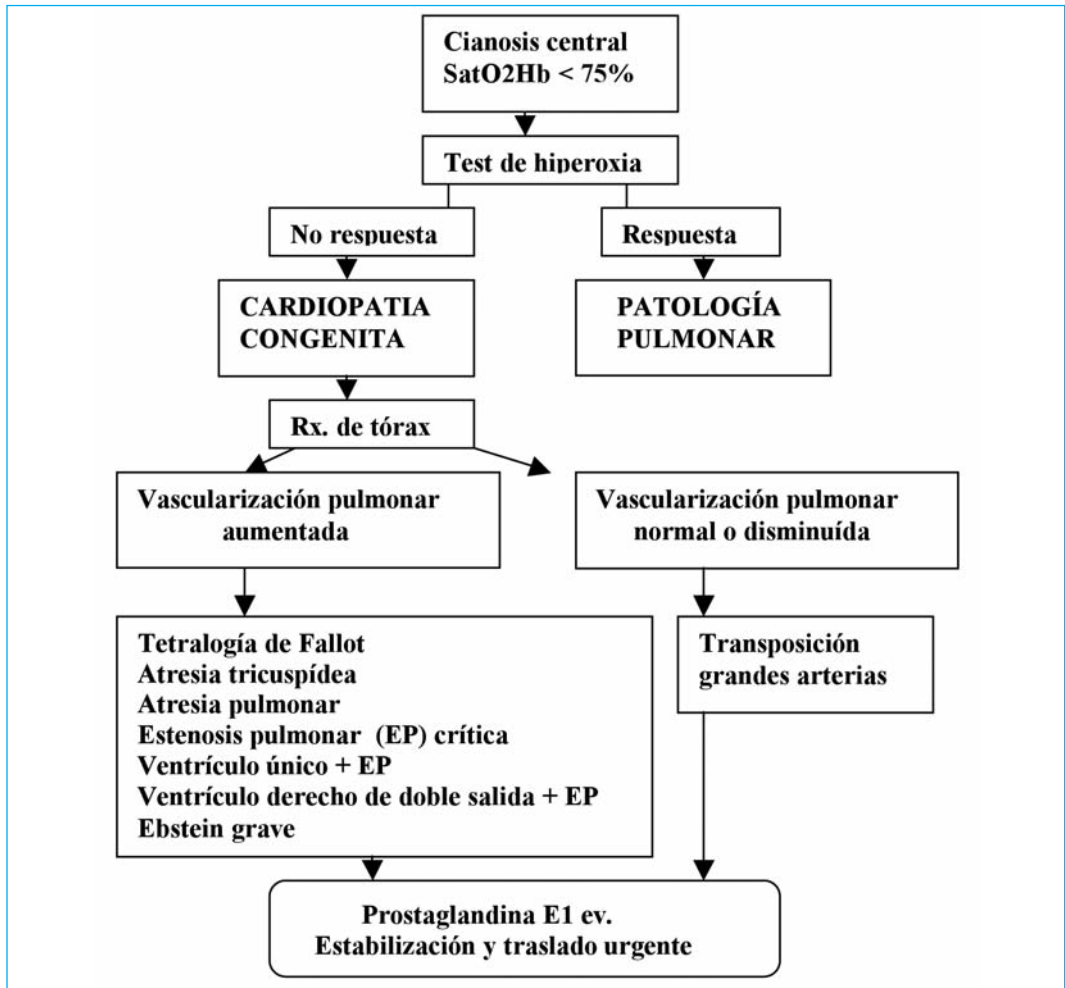 Cianosis central
SatO2Hb < 75%
Test de hiperoxia
No respuesta
Respuesta
CARDIOPATIA
CONGENITA
PATOLOGÍA
PULMONAR
Rx. de tórax
Vascularización pulmonar
aumentada
Vascularización pulmonar
normal o disminuída
Tetralogía de Fallot
Atresia tricuspídea
Atresia pulmonar
Estenosis pulmonar (EP) crítica
Ventrículo único + EP
Ventrículo derecho de doble salida + EP
Ebstein grave
Transposición
grandes arterias
Prostaglandina E1 ev.
Estabilización y traslado urgente